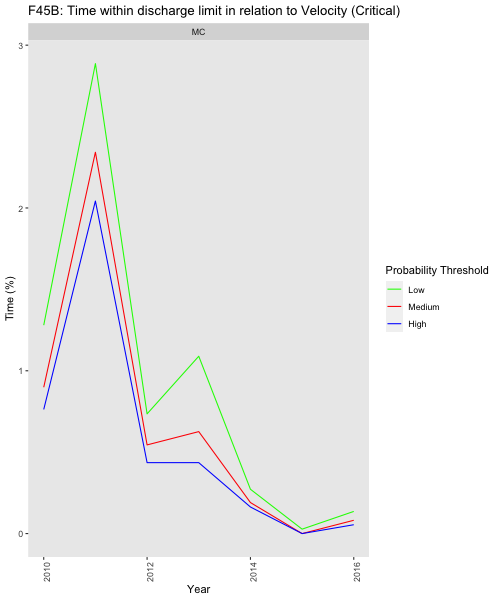 F45B: Time within discharge limit in relation to Velocity (Critical)
MC
3
2
1
0
Time (%)
2010
2012
2014
2016
Year
Probability Threshold
Low
Medium
High